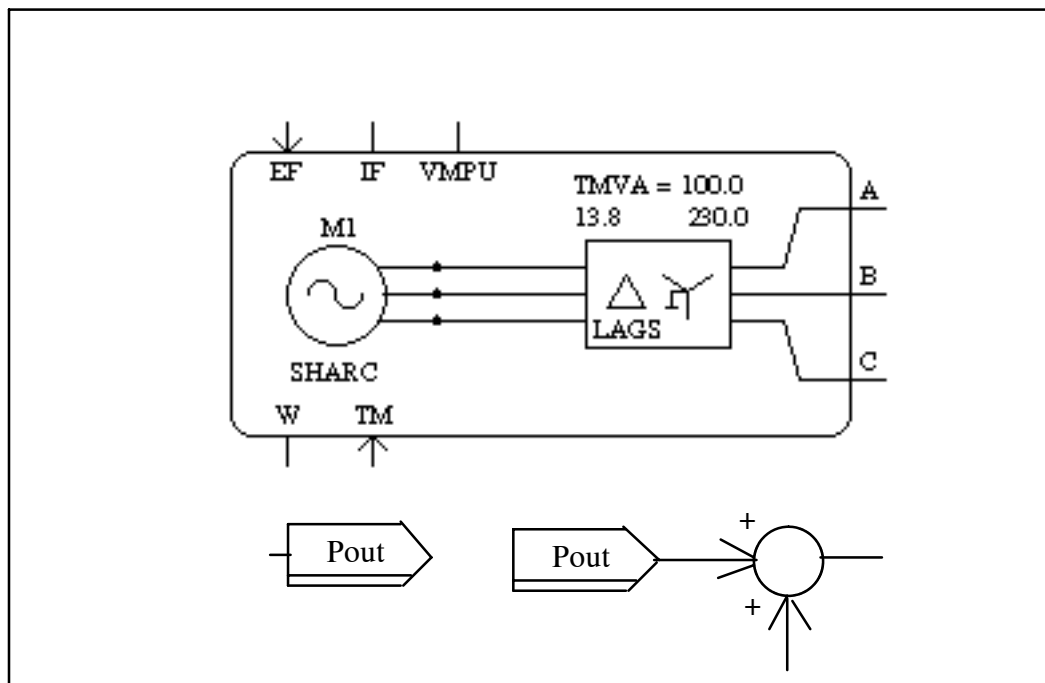 EF IF VMPU
TMVA = 100.0
13.8 230.0
A
M1
B
LAGS
SHARC
C
W TM
+
Pout Pout
+